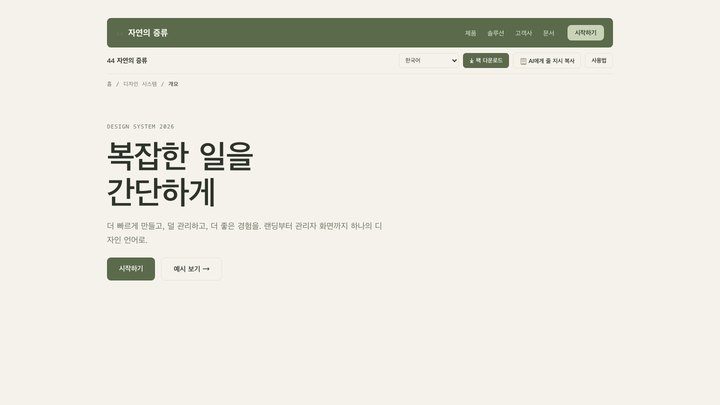 자연의 증류
제품 솔루션 고객사 문서 시작하기
44 자연의 증류
한국어 팩 다운로드 AI에게 줄 지시 복사 사용법
홈 / 디자인 시스템 / 개요
DESIGN SYSTEM 2026
복잡한 일을
간단하게
더 빠르게 만들고, 덜 관리하고, 더 좋은 경험을. 랜딩부터 관리자 화면까지 하나의 디
자인 언어로.
시작하기 예시 보기 →